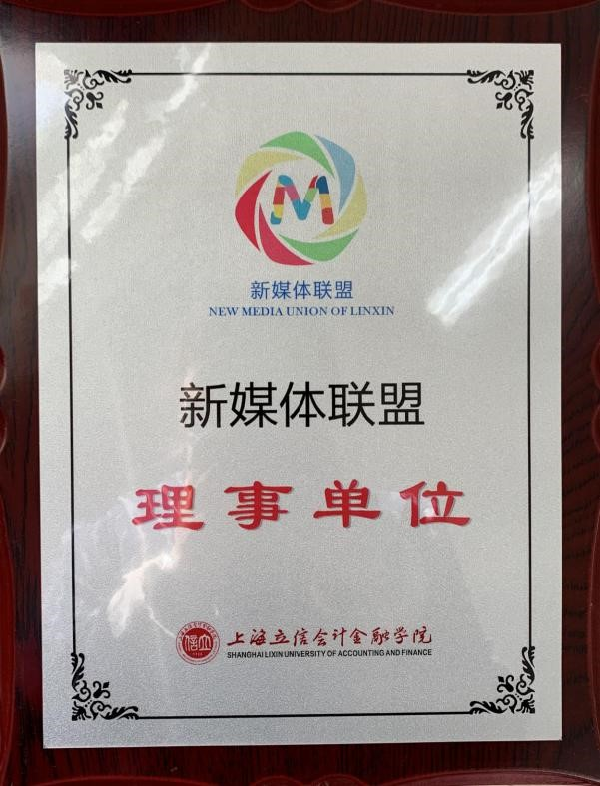 M
新媒体联盟
NEW MEDIA UNION OF LINXIN
新媒体联盟
理事单位
上海立信会计金融学院
SHANGHAI LIXIN UNIVERSITY OF ACCOUNTING AND FINANCE